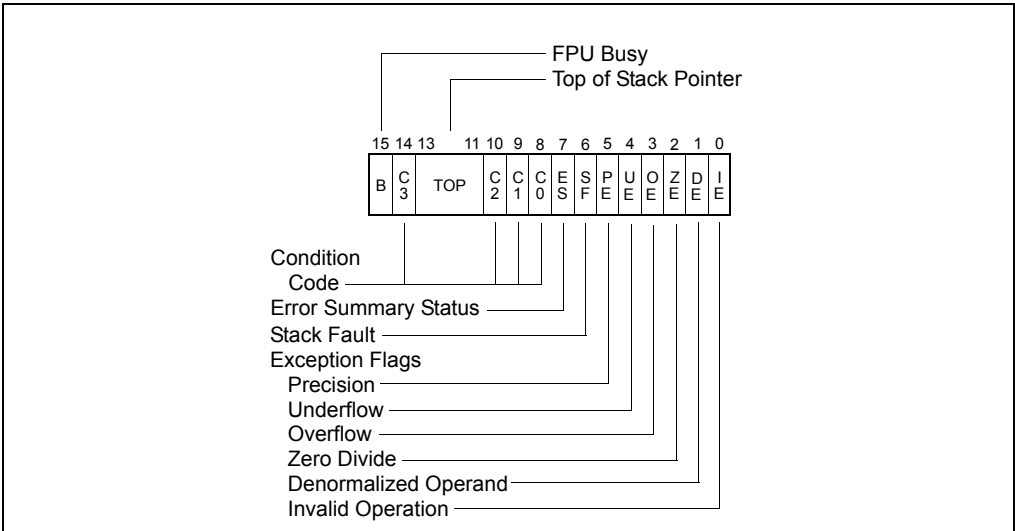 FPU Busy
Top of Stack Pointer
15 14 13 11 10 9 8 7 6 5 4 3 2 1 0
B C3 TOP C2 C1 C0 ES SF PE UE OE ZE DE IE
Condition
Code
Error Summary Status
Stack Fault
Exception Flags
Precision
Underflow
Overflow
Zero Divide
Denormalized Operand
Invalid Operation